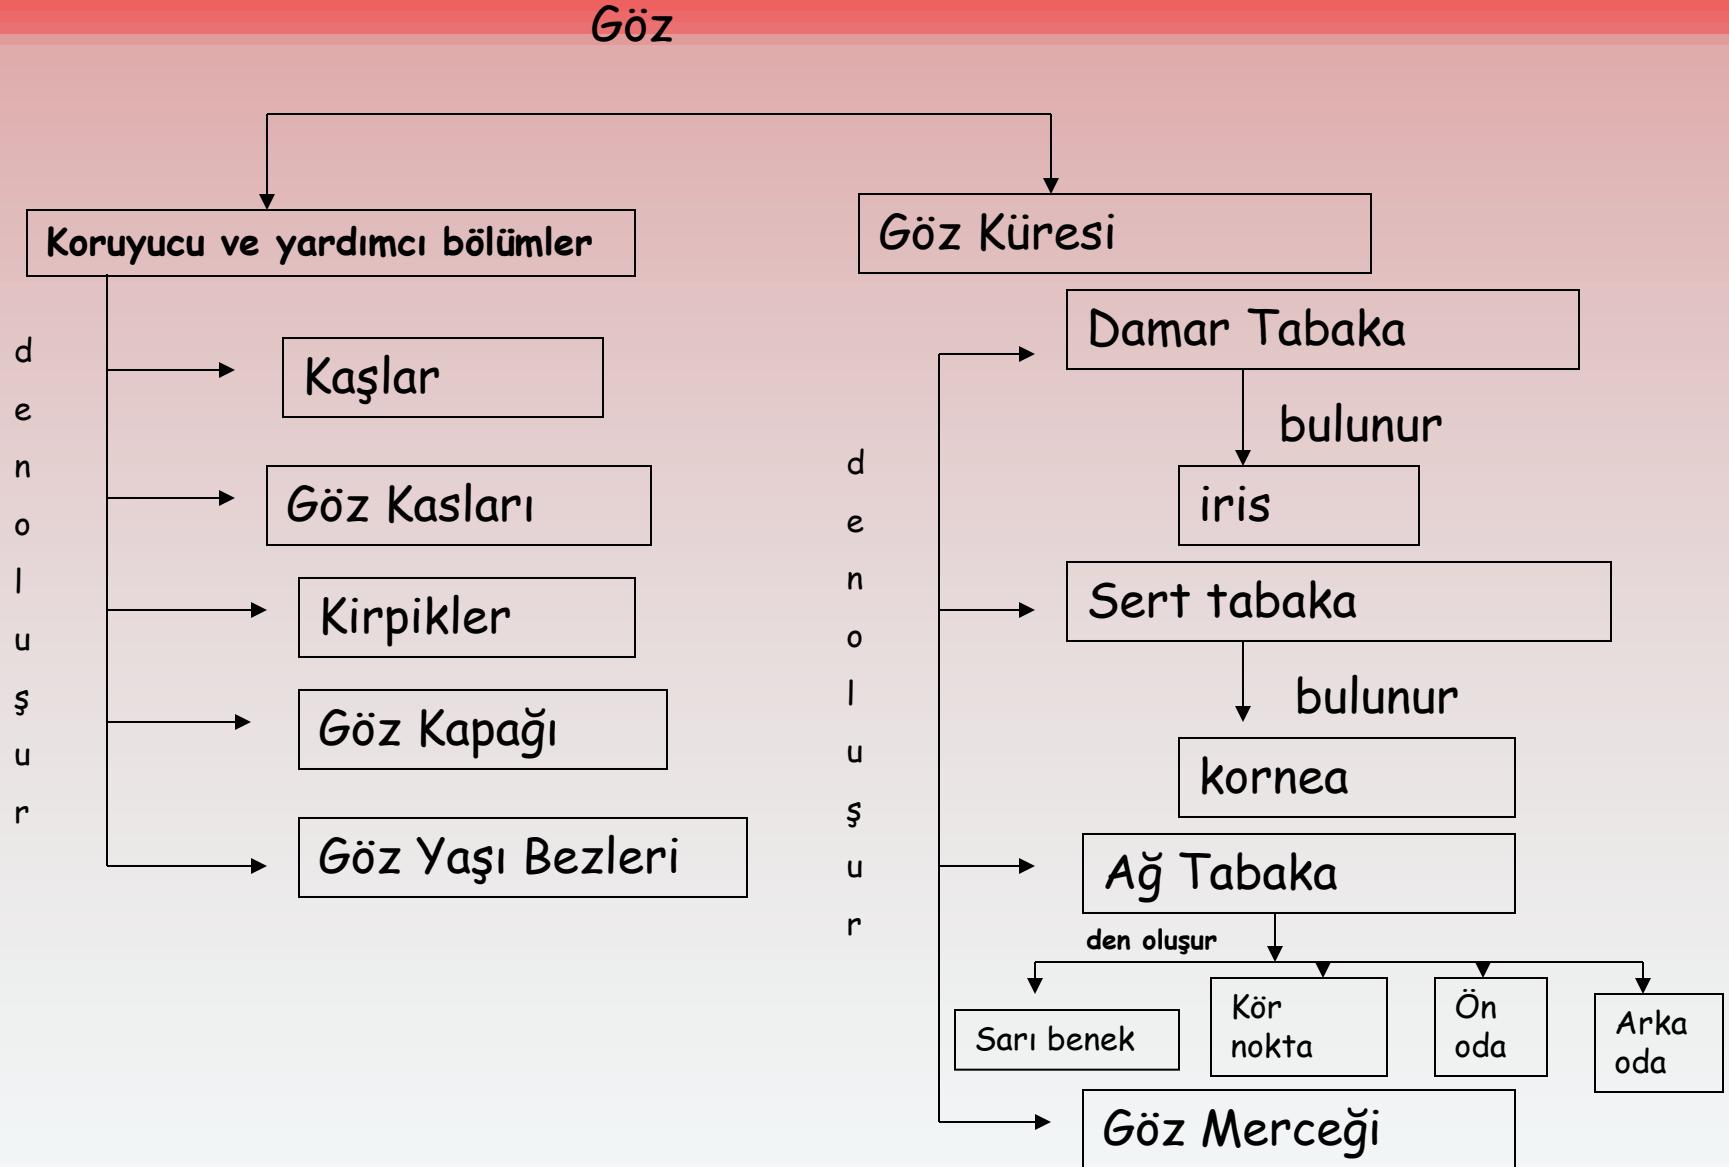 Göz
Koruyucu ve yardımcı bölümler
denoluşur
Kaşlar
Göz Kasları
Kirpikler
Göz Kapağı
Göz Yaşı Bezleri
Göz Küresi
denoluşur
Damar Tabaka
bulunur
iris
Sert tabaka
bulunur
kornea
Ağ Tabaka
den oluşur
Sarı benek
Kör
nokta
Ön
oda
Arka
oda
Göz Merceği